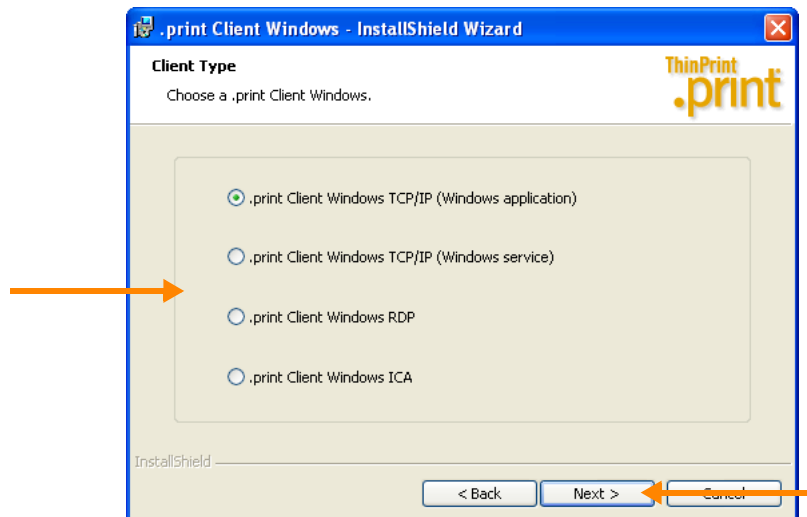 .print Client Windows - InstallShield Wizard
Client Type
Choose a .print Client Windows.
ThinPrint
.print
.print Client Windows TCP/IP (Windows application)
.print Client Windows TCP/IP (Windows service)
.print Client Windows RDP
.print Client Windows ICA
InstallShield
< Back
Next >
Cancel